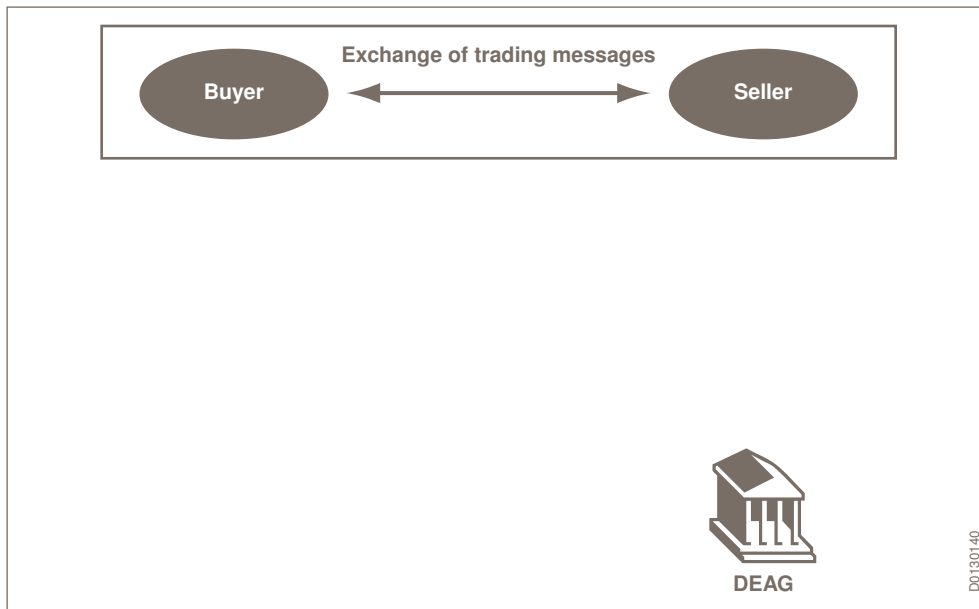 Exchange of trading messages
Buyer
Seller
DEAG
D0130140